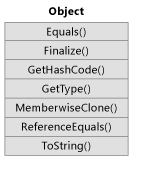 Object
Equals()
Finalize()
GetHashCode()
GetType()
MemberwiseClone()
ReferenceEquals()
ToString()